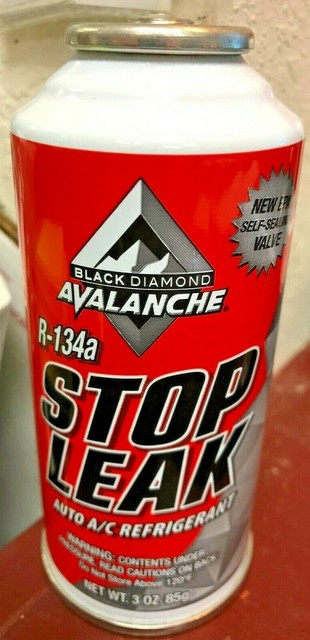 NEW EPA
SELF-SEALING
VALVE
BLACK DIAMOND
AVALANCHE®
R-134a
STOP
LEAK
AUTO A/C REFRIGERANT
WARNING: CONTENTS UNDER
PRESSURE. READ CAUTIONS ON BACK.
Do Not Store Above 120°F
NET WT. 3 OZ 85g